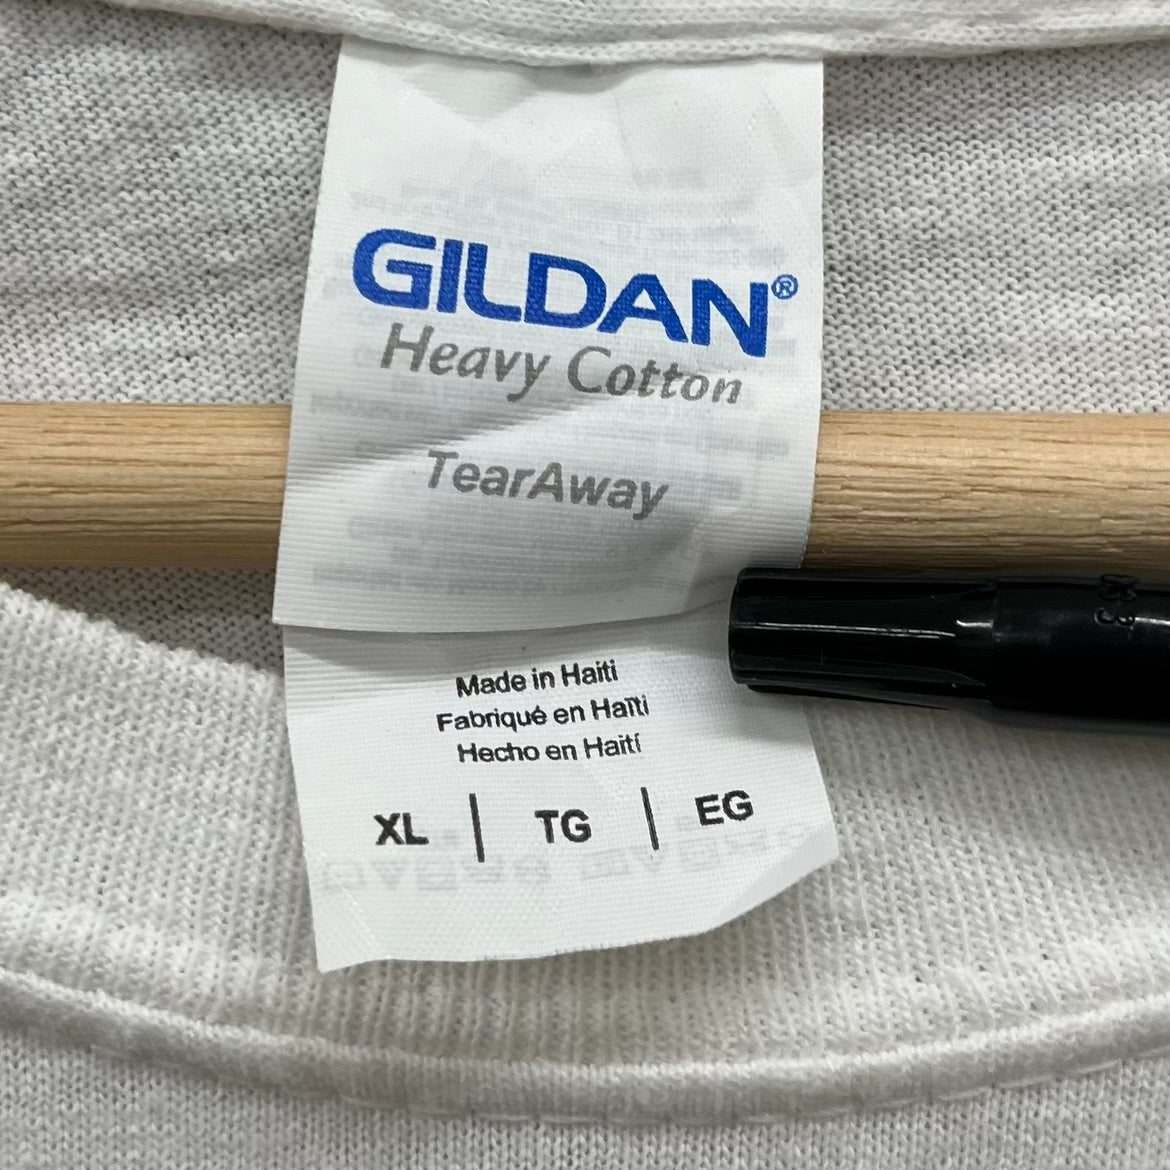 GILDAN®
Heavy Cotton
TearAway
Made in Haiti
Fabriqué en Haïti
Hecho en Haití
XL | TG | EG